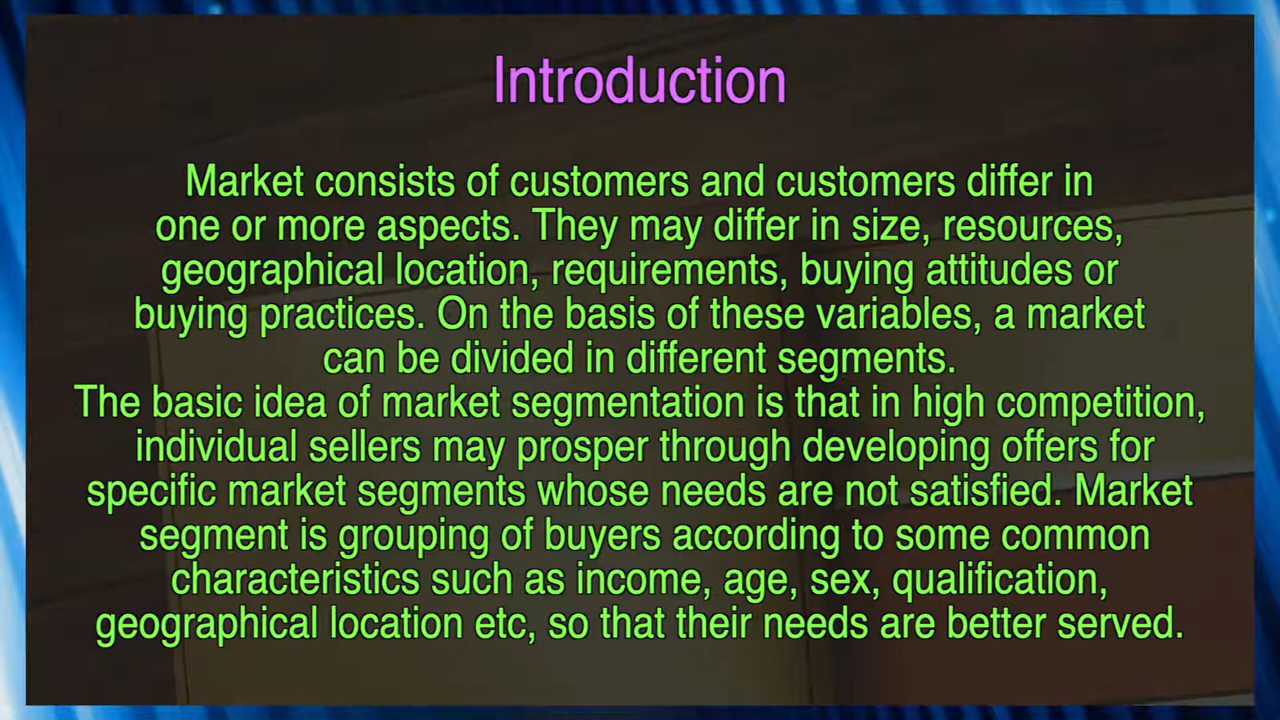 Introduction
Market consists of customers and customers differ in
one or more aspects. They may differ in size, resources,
geographical location, requirements, buying attitudes or
buying practices. On the basis of these variables, a market
can be divided in different segments.
The basic idea of market segmentation is that in high competition,
individual sellers may prosper through developing offers for
specific market segments whose needs are not satisfied. Market
segment is grouping of buyers according to some common
characteristics such as income, age, sex, qualification,
geographical location etc, so that their needs are better served.